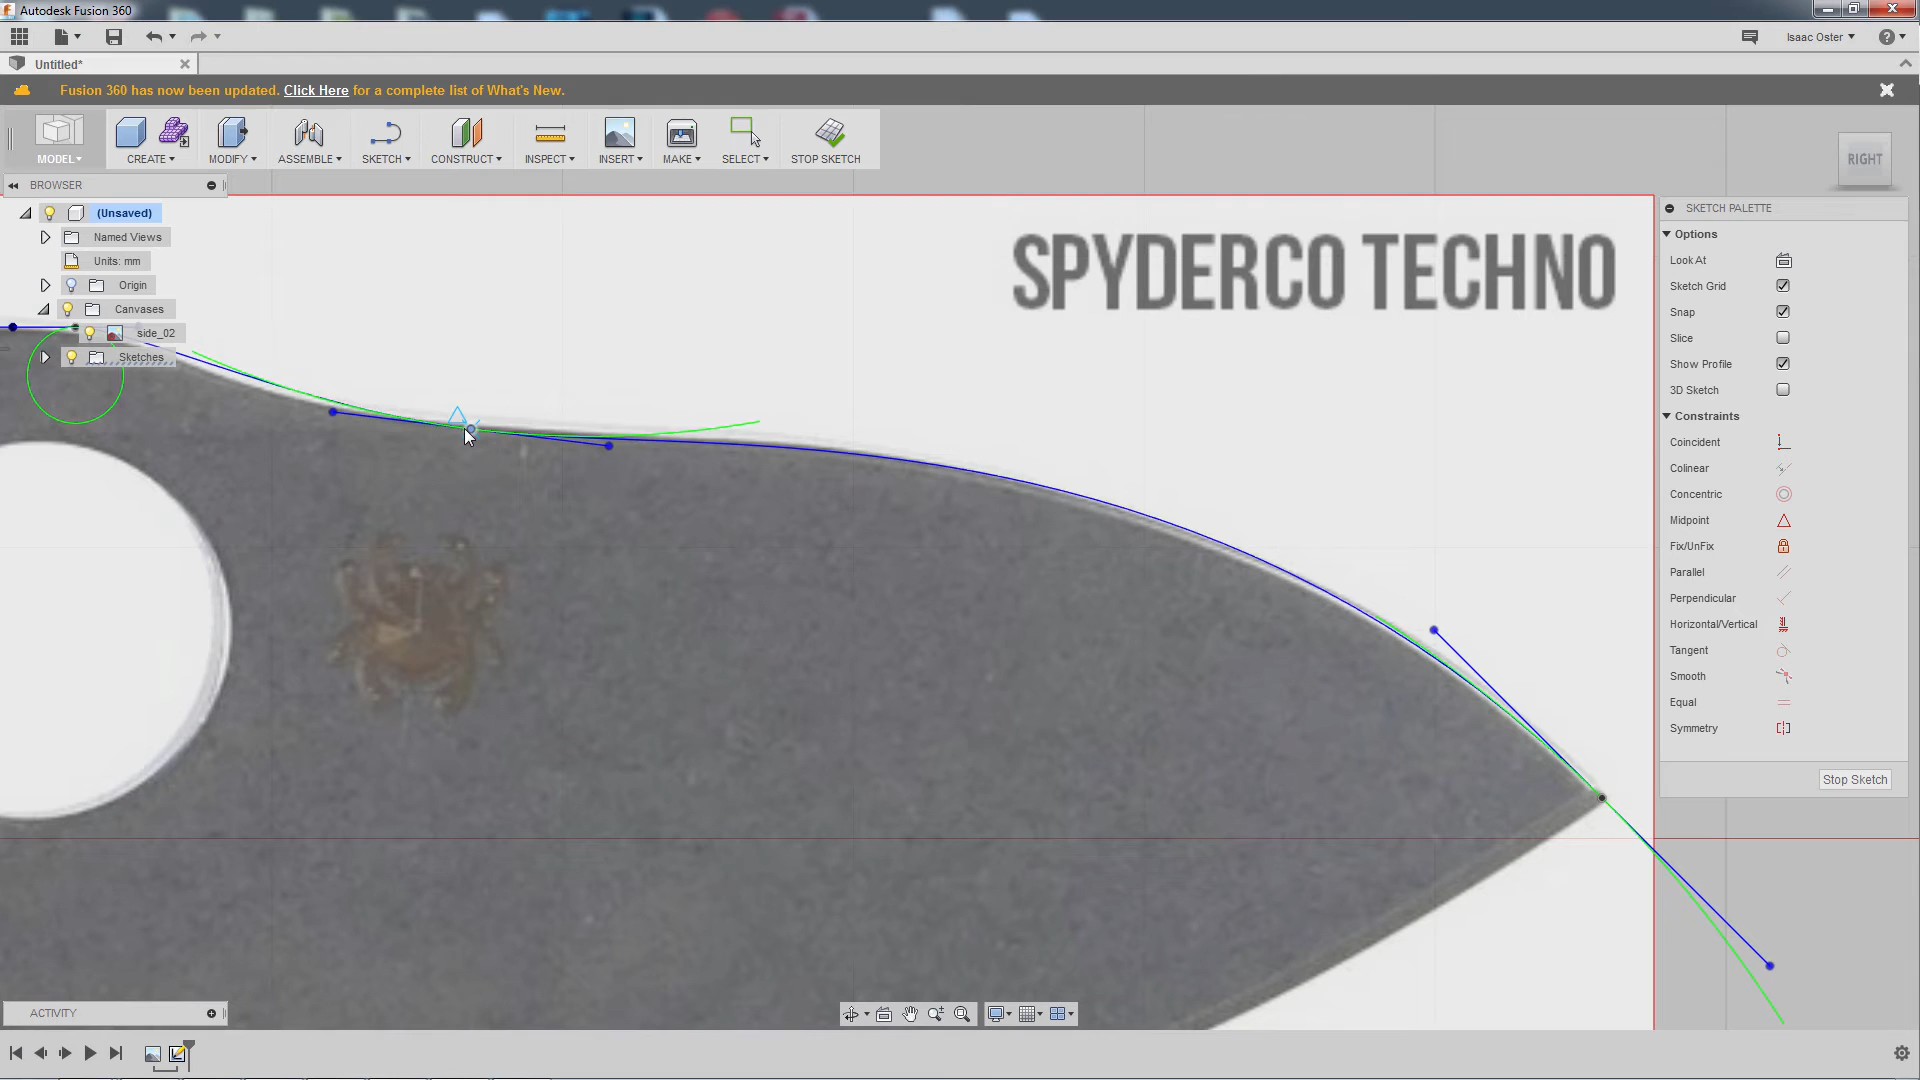 Autodesk Fusion 360
Isaac Oster
Untitled*
Fusion 360 has now been updated. Click Here for a complete list of What's New.
MODEL
CREATE
MODIFY
ASSEMBLE
SKETCH
CONSTRUCT
INSPECT
INSERT
MAKE
SELECT
STOP SKETCH
RIGHT
BROWSER
(Unsaved)
Named Views
Units: mm
Origin
Canvases
side_02
Sketches
SPYDERCO TECHNO
SKETCH PALETTE
Options
Look At
Sketch Grid
Snap
Slice
Show Profile
3D Sketch
Constraints
Coincident
Colinear
Concentric
Midpoint
Fix/UnFix
Parallel
Perpendicular
Horizontal/Vertical
Tangent
Smooth
Equal
Symmetry
Stop Sketch
ACTIVITY